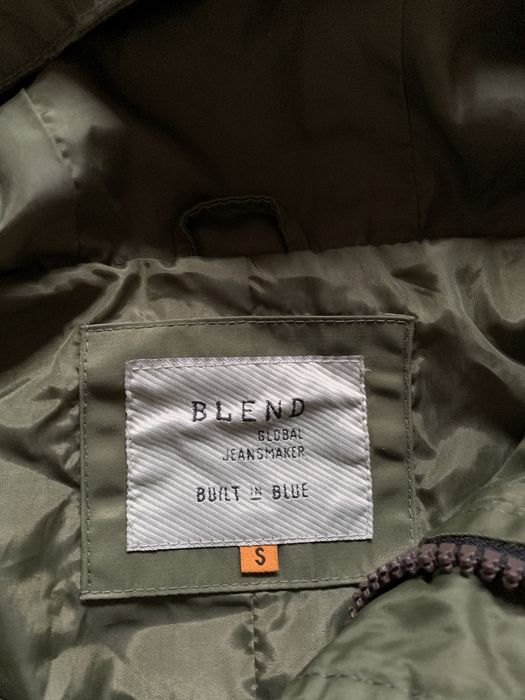 BLEND
GLOBAL
JEANSMAKER
BUILT IN BLUE
S